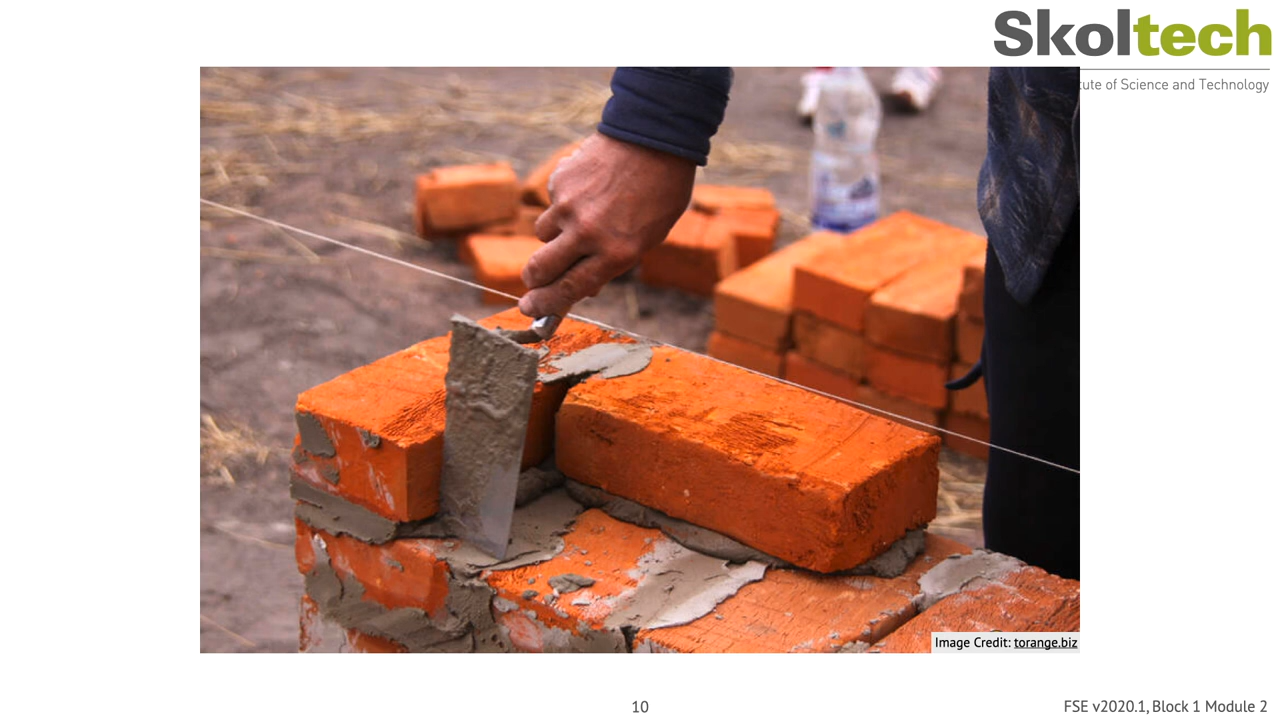 Skoltech
tute of Science and Technology
Image Credit: torange.biz
10
FSE v2020.1, Block 1 Module 2